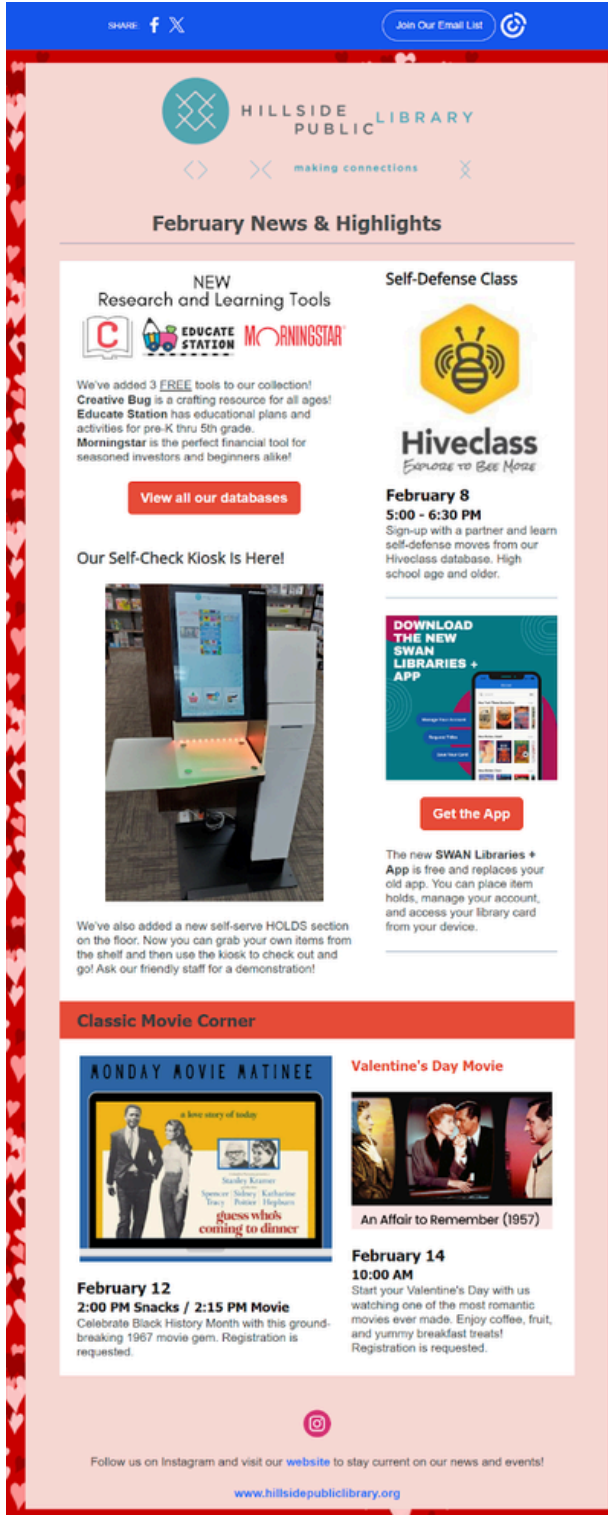 SHARE:
Join Our Email List
HILLSIDE
PUBLIC LIBRARY
making connections
February News & Highlights
NEW
Research and Learning Tools
C EDUCATE STATION MORNINGSTAR
We've added 3 FREE tools to our collection!
Creative Bug is a crafting resource for all ages!
Educate Station has educational plans and
activities for pre-K thru 5th grade.
Morningstar is the perfect financial tool for
seasoned investors and beginners alike!
View all our databases
Our Self-Check Kiosk Is Here!
We've also added a new self-serve HOLDS section
on the floor. Now you can grab your own items from
the shelf and then use the kiosk to check out and
go! Ask our friendly staff for a demonstration!
Self-Defense Class
Hiveclass
EXPLORE TO BEE MORE
February 8
5:00 - 6:30 PM
Sign-up with a partner and learn
self-defense moves from our
Hiveclass database. High
school age and older.
DOWNLOAD
THE NEW
SWAN
LIBRARIES +
APP
Manage Your Account
Request Titles
Save Your Card
Get the App
The new SWAN Libraries +
App is free and replaces your
old app. You can place item
holds, manage your account,
and access your library card
from your device.
Classic Movie Corner
MONDAY MOVIE MATINEE
a love story of today
Stanley Kramer
Spencer Tracy
Sidney Poitier
Katharine Hepburn
guess who's
coming to dinner
February 12
2:00 PM Snacks / 2:15 PM Movie
Celebrate Black History Month with this ground-
breaking 1967 movie gem. Registration is
requested.
Valentine's Day Movie
An Affair to Remember (1957)
February 14
10:00 AM
Start your Valentine's Day with us
watching one of the most romantic
movies ever made. Enjoy coffee, fruit,
and yummy breakfast treats!
Registration is requested.
Follow us on Instagram and visit our website to stay current on our news and events!
www.hillsidepubliclibrary.org